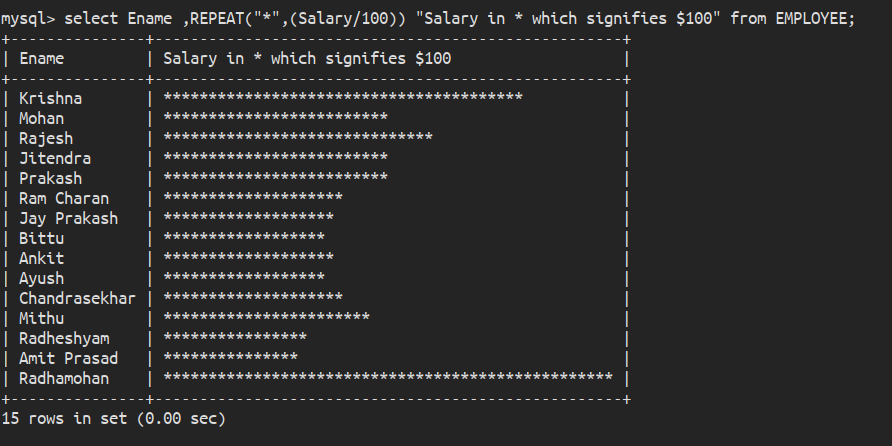 mysql> select Ename ,REPEAT("*",(Salary/100)) "Salary in * which signifies $100" from EMPLOYEE;
+---------------+----------------------------------------------------+
| Ename         | Salary in * which signifies $100                   |
+---------------+----------------------------------------------------+
| Krishna       | ****************************************           |
| Mohan         | *************************                          |
| Rajesh        | ******************************                     |
| Jitendra      | *************************                          |
| Prakash       | *************************                          |
| Ram Charan    | ********************                               |
| Jay Prakash   | *******************                                |
| Bittu         | ******************                                 |
| Ankit         | *******************                                |
| Ayush         | ******************                                 |
| Chandrasekhar | ********************                               |
| Mithu         | ***********************                            |
| Radheshyam    | ****************                                   |
| Amit Prasad   | ***************                                    |
| Radhamohan    | ************************************************** |
+---------------+----------------------------------------------------+
15 rows in set (0.00 sec)